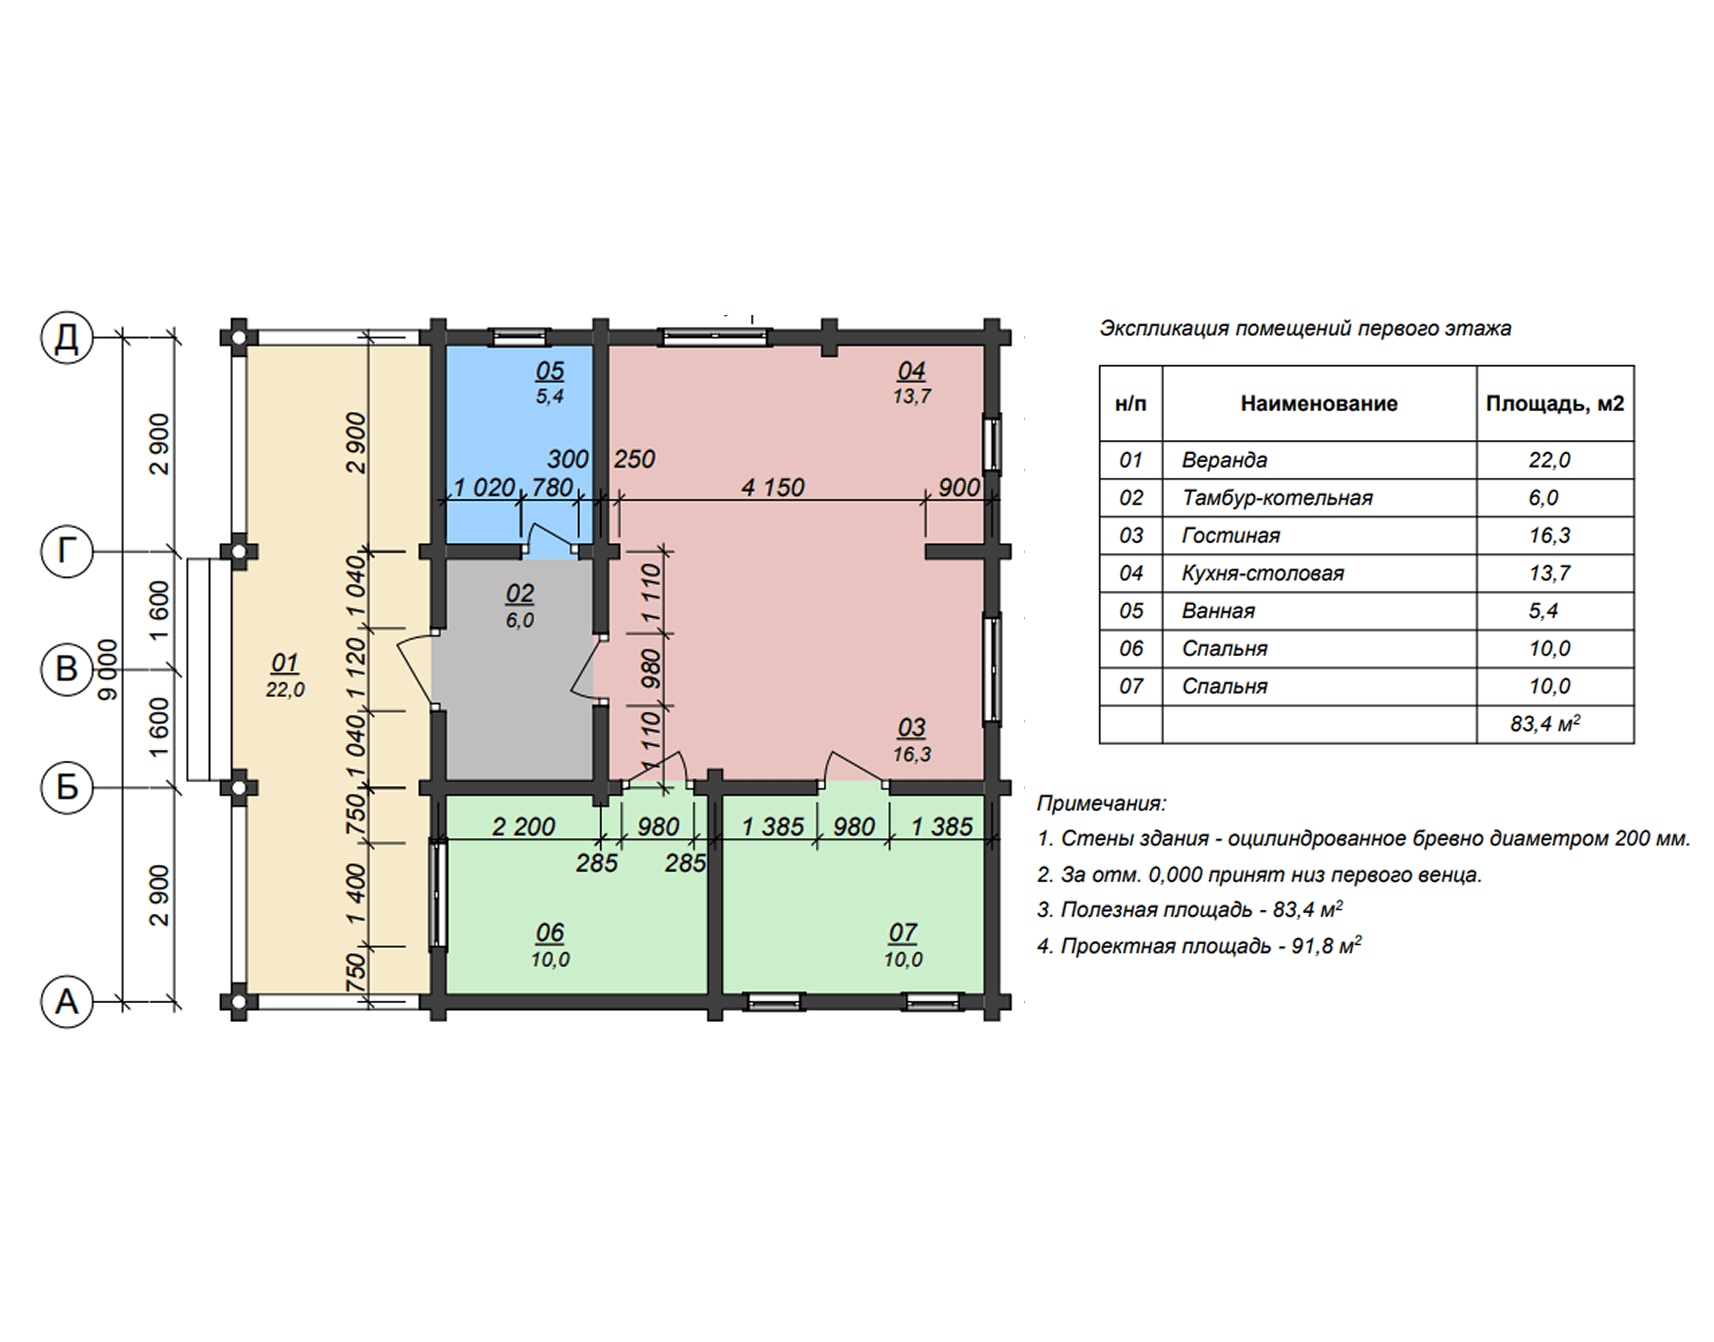 Д
Г
В
Б
А
9 000
2 900
1 600
1 600
2 900
2 900
1 040
1 120
1 040
750
1 400
750
01
22,0
05
5,4
300
250
1 020
780
4 150
900
04
13,7
02
6,0
1 110
980
1 110
03
16,3
2 200
980
1 385
980
1 385
285
285
06
10,0
07
10,0
Экспликация помещений первого этажа
н/п Наименование Площадь, м2
01 Веранда 22,0
02 Тамбур-котельная 6,0
03 Гостиная 16,3
04 Кухня-столовая 13,7
05 Ванная 5,4
06 Спальня 10,0
07 Спальня 10,0
83,4 м²
Примечания:
1. Стены здания - оцилиндрованное бревно диаметром 200 мм.
2. За отм. 0,000 принят низ первого венца.
3. Полезная площадь - 83,4 м²
4. Проектная площадь - 91,8 м²